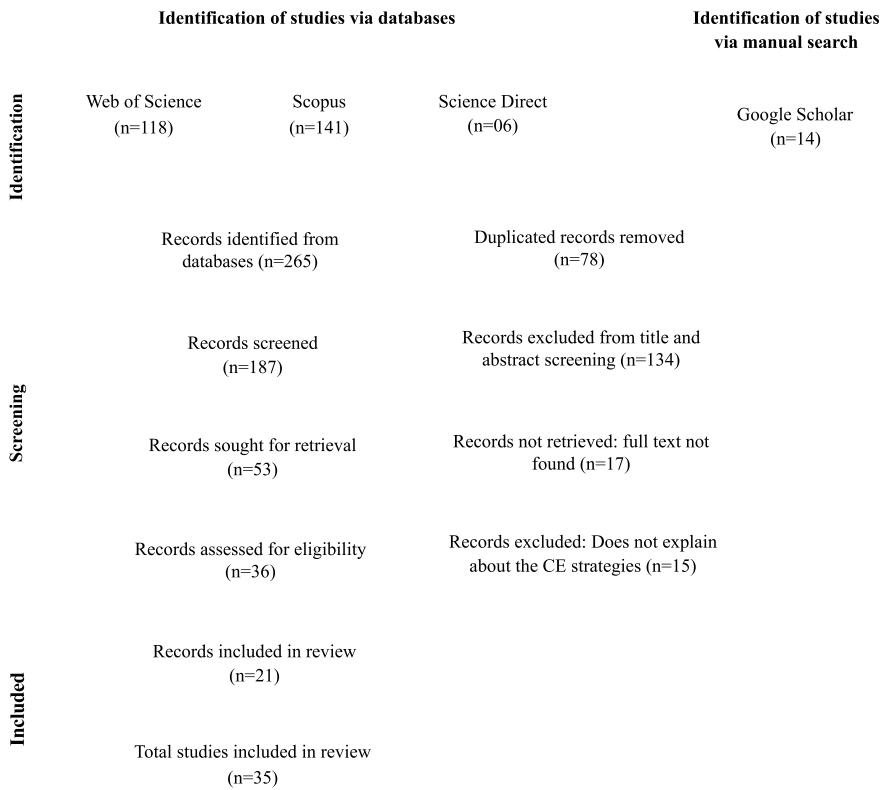 Identification of studies via databases
Identification of studies
via manual search
Identification
Web of Science
(n=118)
Scopus
(n=141)
Science Direct
(n=06)
Google Scholar
(n=14)
Records identified from
databases (n=265)
Duplicated records removed
(n=78)
Screening
Records screened
(n=187)
Records excluded from title and
abstract screening (n=134)
Records sought for retrieval
(n=53)
Records not retrieved: full text not
found (n=17)
Records assessed for eligibility
(n=36)
Records excluded: Does not explain
about the CE strategies (n=15)
Included
Records included in review
(n=21)
Total studies included in review
(n=35)